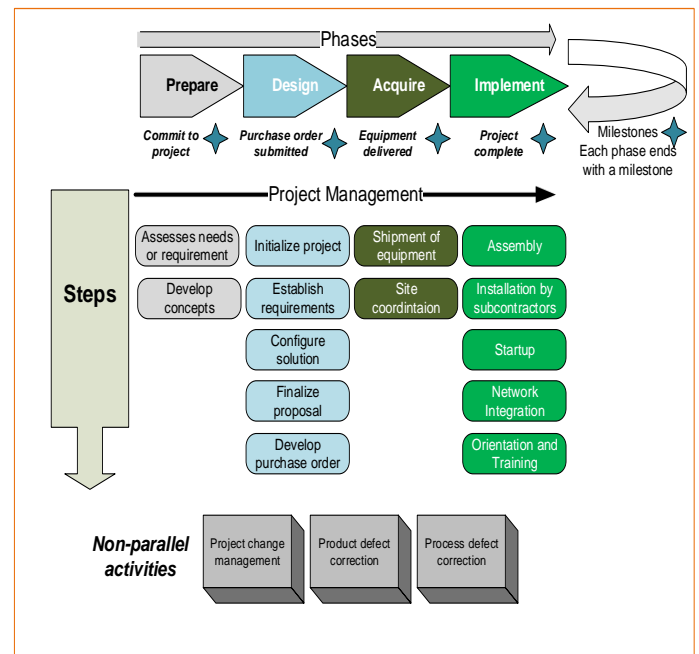 Phases
Prepare
Design
Acquire
Implement
Commit to
project
Purchase order
submitted
Equipment
delivered
Project
complete
Milestones
Each phase ends
with a milestone
Project Management
Steps
Assesses needs
or requirement
Develop
concepts
Initialize project
Establish
requirements
Configure
solution
Finalize
proposal
Develop
purchase order
Shipment of
equipment
Site
coordintaion
Assembly
Installation by
subcontractors
Startup
Network
Integration
Orientation and
Training
Non-parallel
activities
Project change
management
Product defect
correction
Process defect
correction